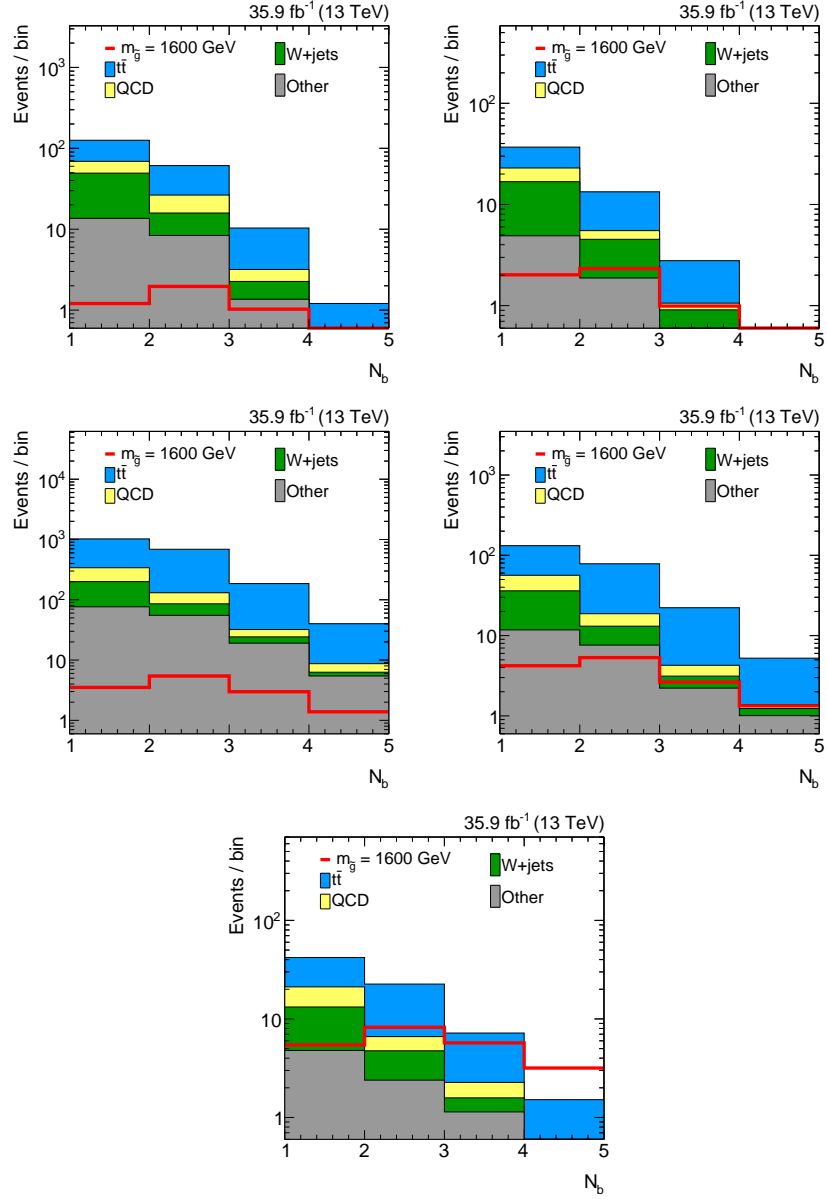 35.9 fb⁻¹ (13 TeV)
Events / bin
m_g̃ = 1600 GeV
tt̄
QCD
W+jets
Other
10³
10²
10
1
1 2 3 4 5
N_b
35.9 fb⁻¹ (13 TeV)
Events / bin
m_g̃ = 1600 GeV
tt̄
QCD
W+jets
Other
10²
10
1
1 2 3 4 5
N_b
35.9 fb⁻¹ (13 TeV)
Events / bin
m_g̃ = 1600 GeV
tt̄
QCD
W+jets
Other
10⁴
10³
10²
10
1
1 2 3 4 5
N_b
35.9 fb⁻¹ (13 TeV)
Events / bin
m_g̃ = 1600 GeV
tt̄
QCD
W+jets
Other
10³
10²
10
1
1 2 3 4 5
N_b
35.9 fb⁻¹ (13 TeV)
Events / bin
m_g̃ = 1600 GeV
tt̄
QCD
W+jets
Other
10²
10
1
1 2 3 4 5
N_b